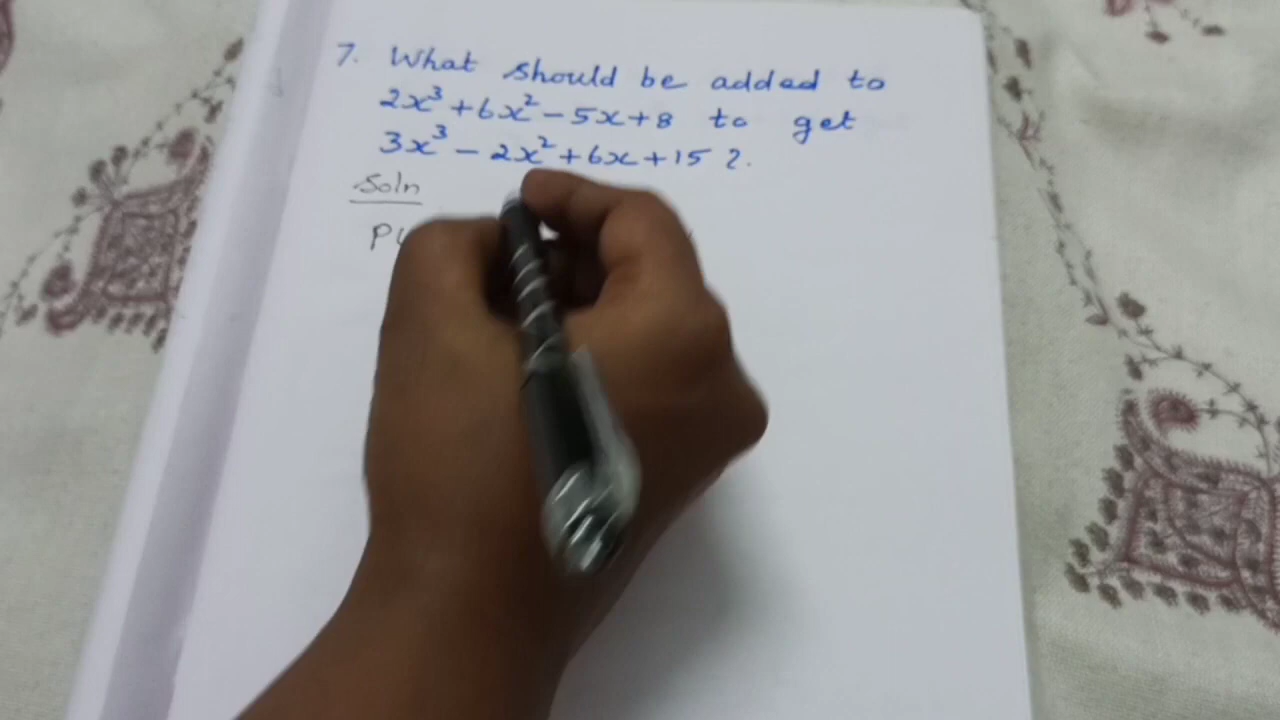 7. What should be added to
2x³ + 6x² - 5x + 8 to get
3x³ - 2x² + 6x + 15 ?.
Soln